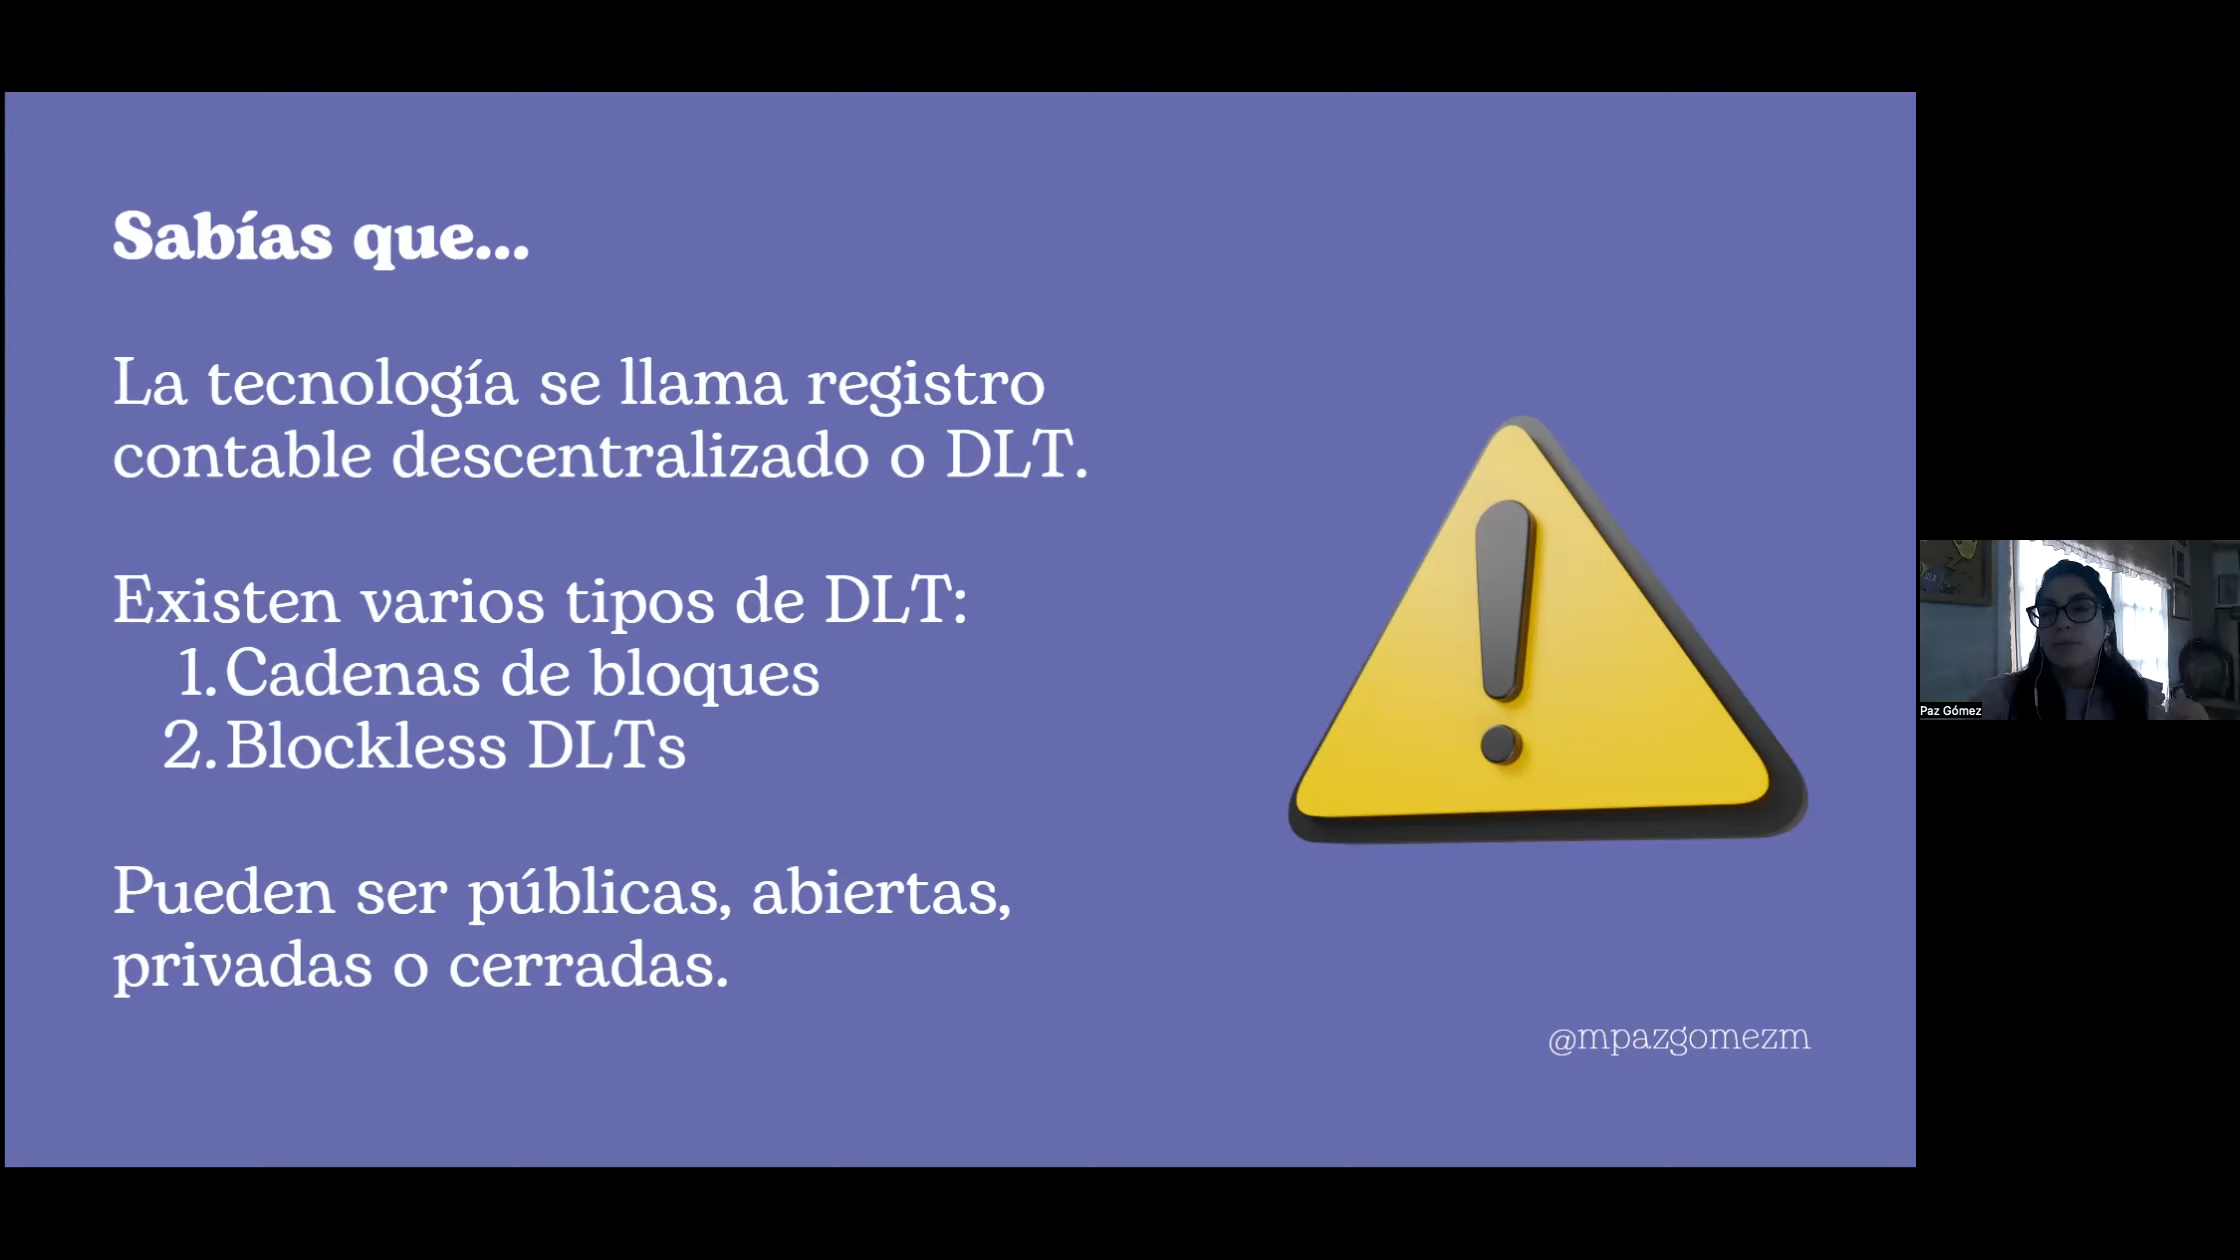 Sabías que...
La tecnología se llama registro
contable descentralizado o DLT.
Existen varios tipos de DLT:
1. Cadenas de bloques
2. Blockless DLTs
Pueden ser públicas, abiertas,
privadas o cerradas.
@mpazgomezm
Paz Gómez